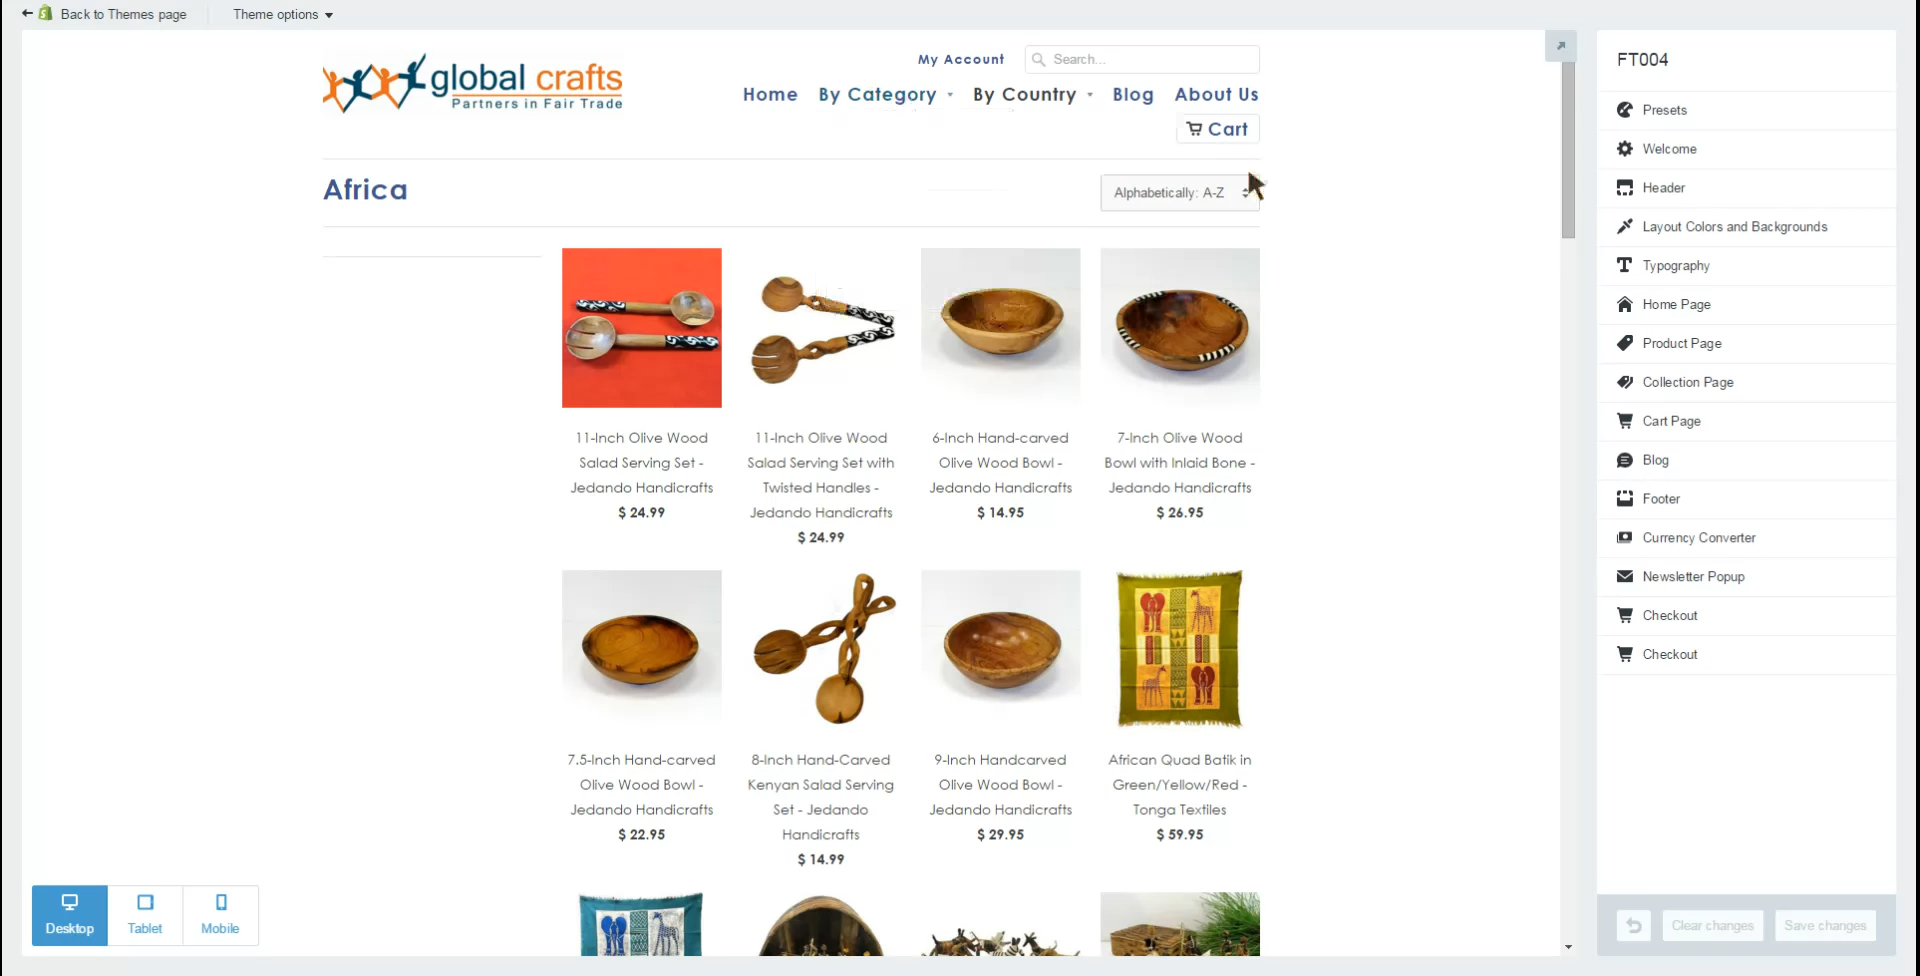 Back to Themes page
Theme options
global crafts
Partners in Fair Trade
My Account
Search...
Home By Category By Country Blog About Us
Cart
Africa
Alphabetically: A-Z
11-Inch Olive Wood
Salad Serving Set -
Jedando Handicrafts
$ 24.99
11-Inch Olive Wood
Salad Serving Set with
Twisted Handles -
Jedando Handicrafts
$ 24.99
6-Inch Hand-carved
Olive Wood Bowl -
Jedando Handicrafts
$ 14.95
7-Inch Olive Wood
Bowl with Inlaid Bone -
Jedando Handicrafts
$ 26.95
7.5-Inch Hand-carved
Olive Wood Bowl -
Jedando Handicrafts
$ 22.95
8-Inch Hand-Carved
Kenyan Salad Serving
Set - Jedando
Handicrafts
$ 14.99
9-Inch Handcarved
Olive Wood Bowl -
Jedando Handicrafts
$ 29.95
African Quad Batik in
Green/Yellow/Red -
Tonga Textiles
$ 59.95
Desktop
Tablet
Mobile
FT004
Presets
Welcome
Header
Layout Colors and Backgrounds
Typography
Home Page
Product Page
Collection Page
Cart Page
Blog
Footer
Currency Converter
Newsletter Popup
Checkout
Checkout
Clear changes
Save changes